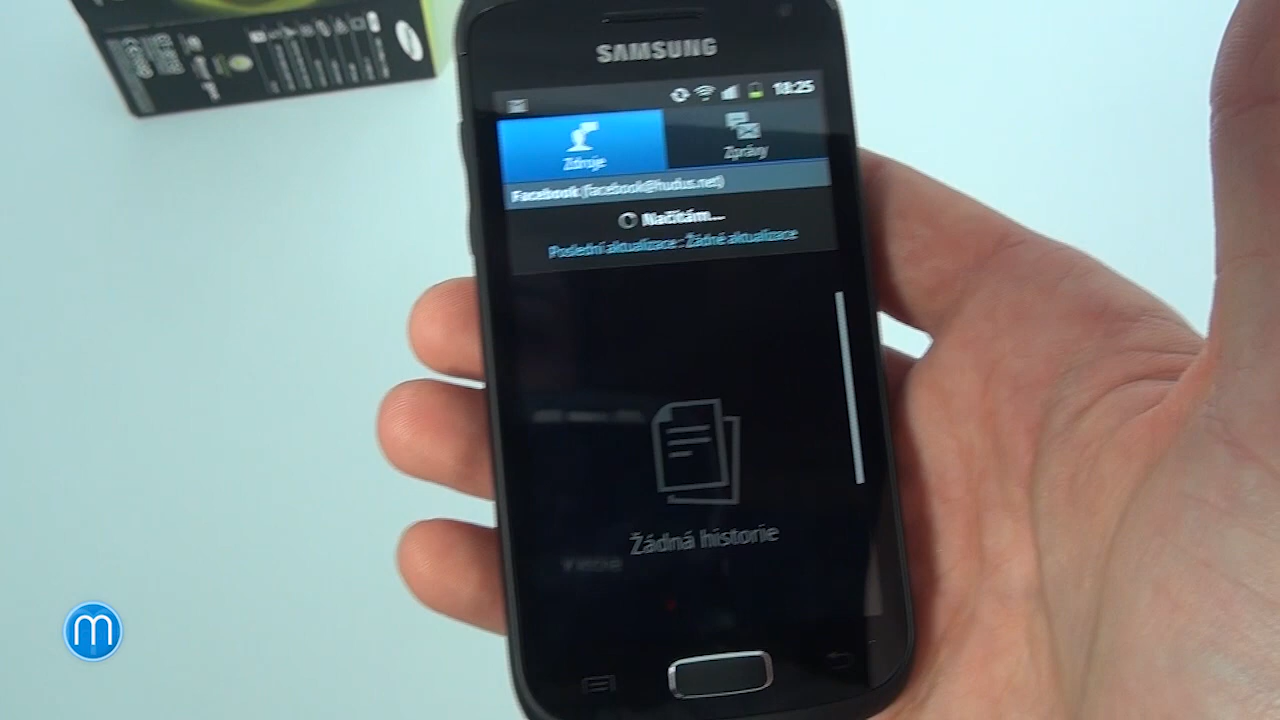 SAMSUNG
18:25
Zdroje
Zprávy
Facebook (facebook@hudus.net)
Načítám...
Poslední aktualizace : Žádné aktualizace
Žádná historie
m